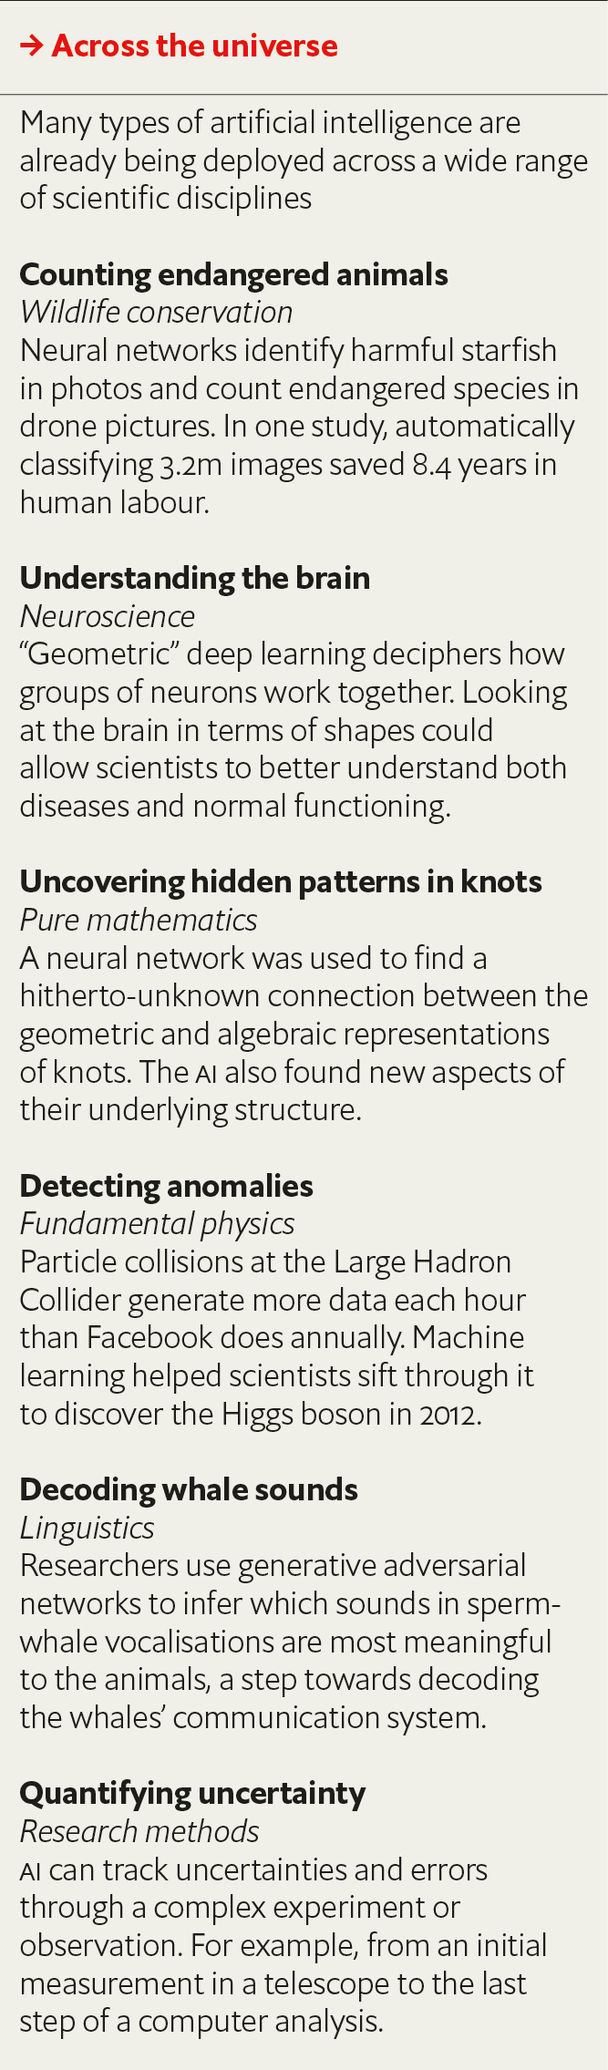 → Across the universe
Many types of artificial intelligence are
already being deployed across a wide range
of scientific disciplines
Counting endangered animals
Wildlife conservation
Neural networks identify harmful starfish
in photos and count endangered species in
drone pictures. In one study, automatically
classifying 3.2m images saved 8.4 years in
human labour.
Understanding the brain
Neuroscience
“Geometric” deep learning deciphers how
groups of neurons work together. Looking
at the brain in terms of shapes could
allow scientists to better understand both
diseases and normal functioning.
Uncovering hidden patterns in knots
Pure mathematics
A neural network was used to find a
hitherto-unknown connection between the
geometric and algebraic representations
of knots. The AI also found new aspects of
their underlying structure.
Detecting anomalies
Fundamental physics
Particle collisions at the Large Hadron
Collider generate more data each hour
than Facebook does annually. Machine
learning helped scientists sift through it
to discover the Higgs boson in 2012.
Decoding whale sounds
Linguistics
Researchers use generative adversarial
networks to infer which sounds in sperm-
whale vocalisations are most meaningful
to the animals, a step towards decoding
the whales’ communication system.
Quantifying uncertainty
Research methods
AI can track uncertainties and errors
through a complex experiment or
observation. For example, from an initial
measurement in a telescope to the last
step of a computer analysis.